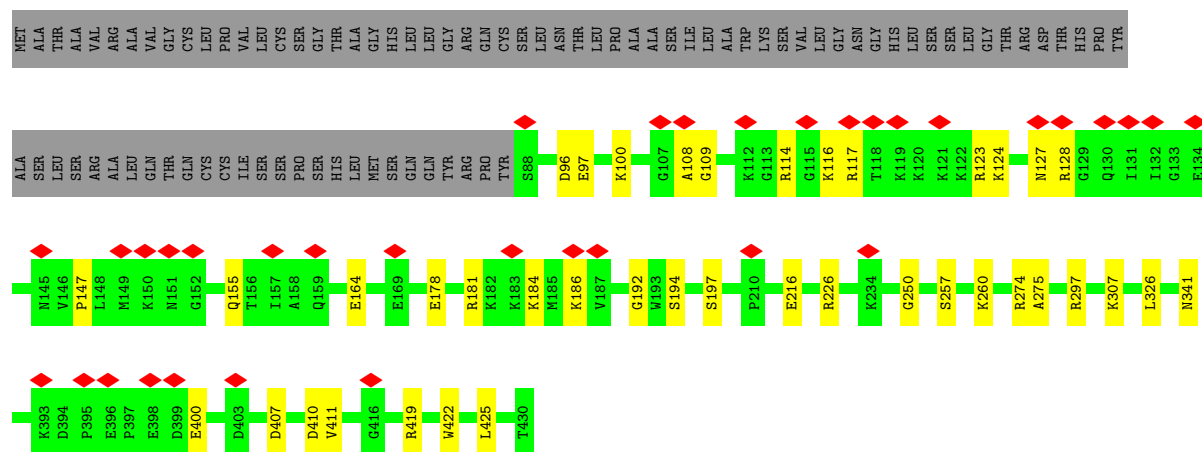 MET ALA THR ALA VAL ARG ALA VAL GLY CYS LEU PRO VAL LEU CYS SER GLY THR ALA GLY HIS LEU LEU GLY ARG GLN CYS SER LEU ASN THR LEU PRO ALA ALA SER ILE LEU ALA TRP LYS SER VAL LEU GLY ASN GLY HIS LEU SER SER LEU GLY THR ARG ASP THR HIS PRO TYR
ALA SER LEU SER ARG ALA LEU GLN THR GLN CYS CYS ILE SER SER PRO SER HIS LEU MET SER GLN GLN TYR ARG PRO TYR S88 D96 E97 K100 G107 A108 G109 K112 G113 R114 G115 K116 R117 T118 K119 K120 K121 K122 R123 K124 N127 R128 G129 Q130 I131 I132 G133 E134
N145 V146 P147 L148 M149 K150 N151 G152 Q155 T156 I157 A158 Q159 E164 E169 E178 R181 K182 K183 K184 M185 K186 V187 G192 W193 S194 S197 P210 E216 R226 K234 G250 S257 K260 R274 A275 R297 K307 L326 N341
K393 D394 P395 E396 P397 E398 D399 E400 D403 D407 D410 V411 G416 R419 W422 L425 T430